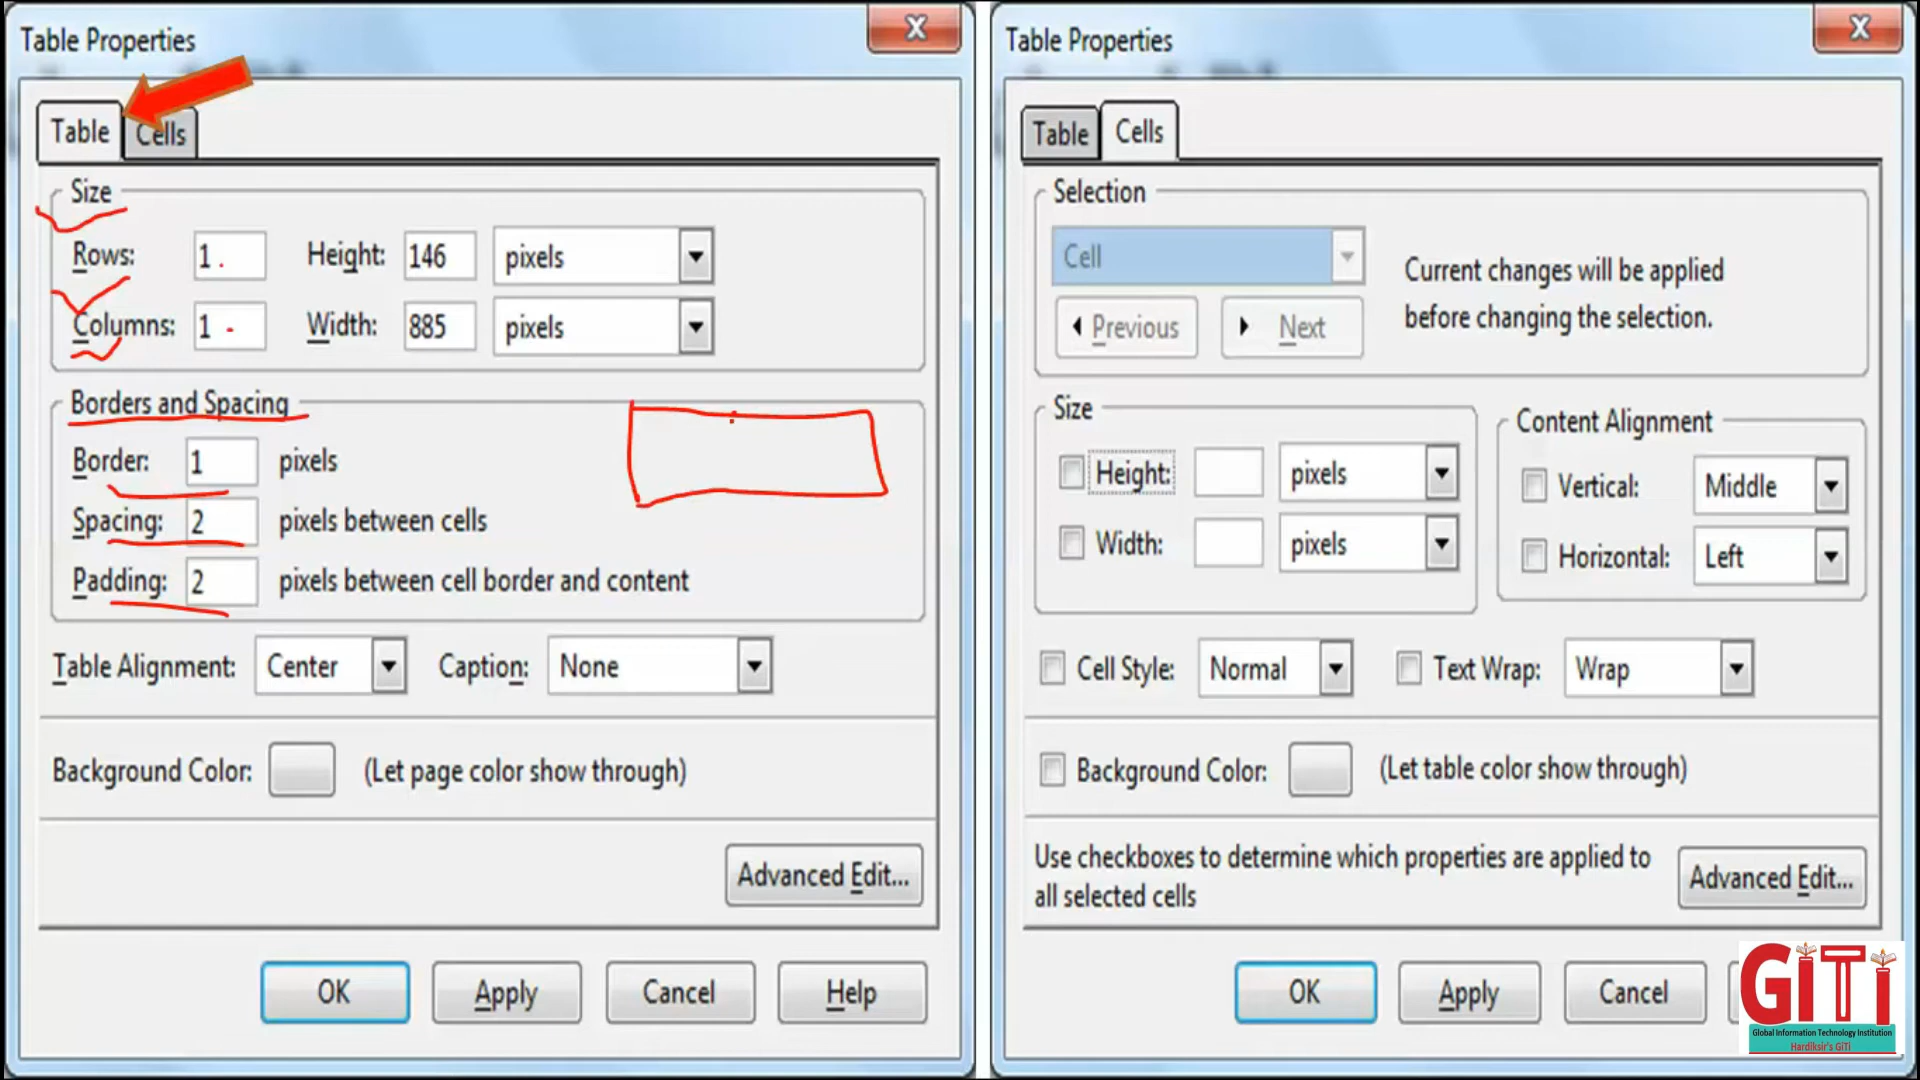 Table Properties
Table Cells
Size
Rows: 1 Height: 146 pixels
Columns: 1 Width: 885 pixels
Borders and Spacing
Border: 1 pixels
Spacing: 2 pixels between cells
Padding: 2 pixels between cell border and content
Table Alignment: Center Caption: None
Background Color: (Let page color show through)
Advanced Edit...
OK Apply Cancel Help
Table Properties
Table Cells
Selection
Cell
Previous Next
Current changes will be applied
before changing the selection.
Size
Height: pixels
Width: pixels
Content Alignment
Vertical: Middle
Horizontal: Left
Cell Style: Normal Text Wrap: Wrap
Background Color: (Let table color show through)
Use checkboxes to determine which properties are applied to
all selected cells
Advanced Edit...
OK Apply Cancel
GiTi
Global Information Technology Institution
Hardiksir's GiTi